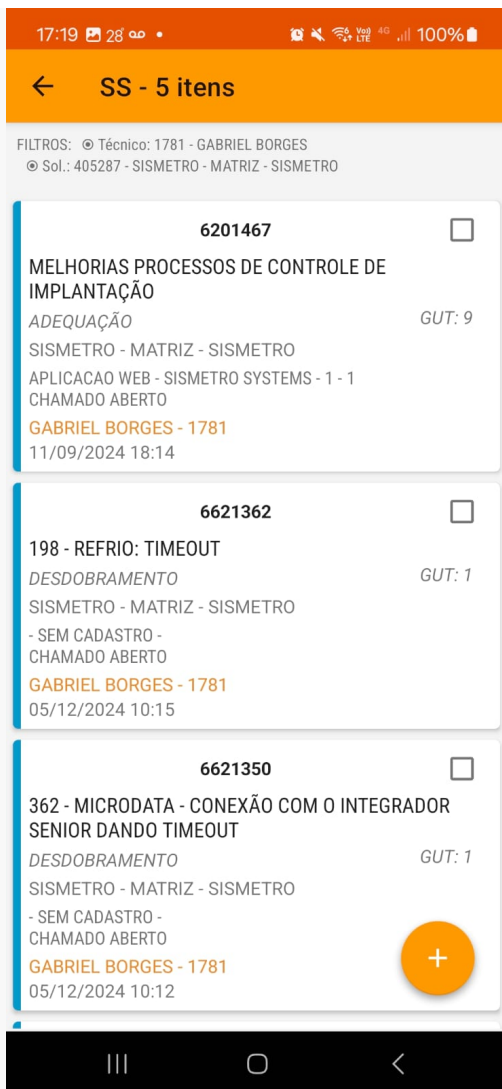 17:19 28°
Vo)) 4G 100%
LTE
SS - 5 itens
FILTROS: Técnico: 1781 - GABRIEL BORGES
Sol.: 405287 - SISMETRO - MATRIZ - SISMETRO
6201467
MELHORIAS PROCESSOS DE CONTROLE DE
IMPLANTAÇÃO
ADEQUAÇÃO GUT: 9
SISMETRO - MATRIZ - SISMETRO
APLICACAO WEB - SISMETRO SYSTEMS - 1 - 1
CHAMADO ABERTO
GABRIEL BORGES - 1781
11/09/2024 18:14
6621362
198 - REFRIO: TIMEOUT
DESDOBRAMENTO GUT: 1
SISMETRO - MATRIZ - SISMETRO
- SEM CADASTRO -
CHAMADO ABERTO
GABRIEL BORGES - 1781
05/12/2024 10:15
6621350
362 - MICRODATA - CONEXÃO COM O INTEGRADOR
SENIOR DANDO TIMEOUT
DESDOBRAMENTO GUT: 1
SISMETRO - MATRIZ - SISMETRO
- SEM CADASTRO -
CHAMADO ABERTO
GABRIEL BORGES - 1781
05/12/2024 10:12